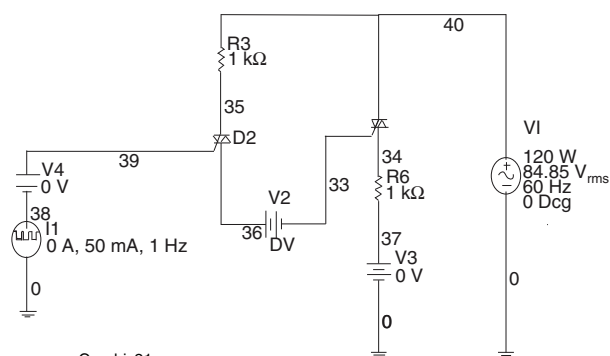 40
R3
1 kΩ
35
D2
39
V4
0 V
38
I1
0 A, 50 mA, 1 Hz
0
V2
36
DV
33
34
R6
1 kΩ
37
V3
0 V
0
VI
120 W
84.85 Vrms
60 Hz
0 Dcg
0